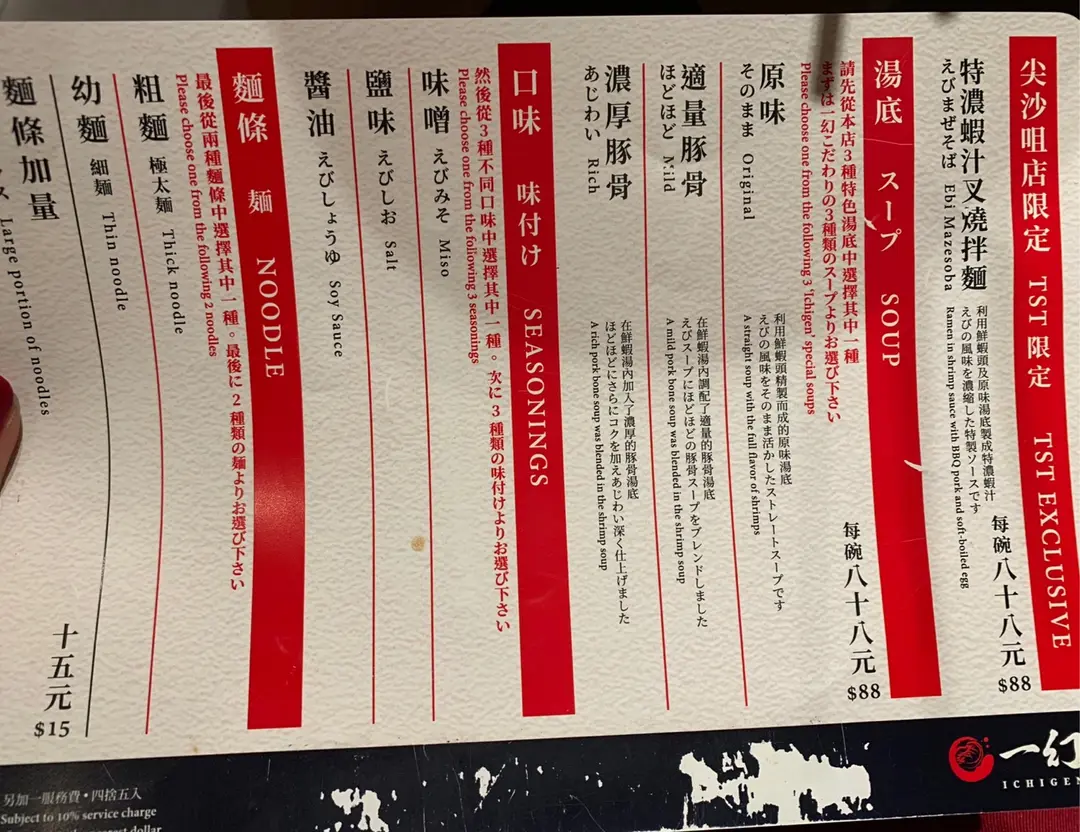 尖沙咀店限定 TST 限定 TST EXCLUSIVE
特濃蝦汁叉燒拌麵
えびまぜそば Ebi Mazesoba
利用鮮蝦頭及原味湯底製成特濃蝦汁
えびの風味を濃縮した特製ソースです
Ramen in shrimp sauce with BBQ pork and soft-boiled egg
每碗八十八元
$88
湯底 スープ SOUP
請先從本店3種特色湯底中選擇其中一種
まずは一幻こだわりの3種類のスープよりお選び下さい
Please choose one from the following 3 'Ichigen' special soups
每碗八十八元
$88
原味
そのまま Original
利用鮮蝦頭精製而成的原味湯底
えびの風味をそのまま活かしたストレートスープです
A straight soup with the full flavor of shrimps
適量豚骨
ほどほど Mild
在鮮蝦湯內調配了適量的豚骨湯底
えびスープにほどほどの豚骨スープをブレンドしました
A mild pork bone soup was blended in the shrimp soup
濃厚豚骨
あじわい Rich
在鮮蝦湯內加入了濃厚的豚骨湯底
ほどほどにさらにコクを加えあじわい深く仕上げました
A rich pork bone soup was blended in the shrimp soup
口味 味付け SEASONINGS
然後從3種不同口味中選擇其中一種。次に3種類の味付けよりお選び下さい
Please choose one from the following 3 seasonings
味噌 えびみそ Miso
鹽味 えびしお Salt
醬油 えびしょうゆ Soy Sauce
麵條 麺 NOODLE
最後從兩種麵條中選擇其中一種。最後に2種類の麺よりお選び下さい
Please choose one from the following 2 noodles
粗麵 極太麺 Thick noodle
幼麵 細麺 Thin noodle
麵條加量
Large portion of noodles
十五元
$15
一幻
ICHIGEN
另加一服務費・四捨五入
Subject to 10% service charge
dollar